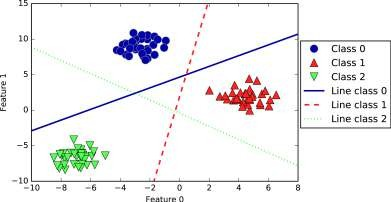 15
10
5
0
−5
−10
−10
−8
−6
−4
−2
0
2
4
6
8
Feature 1
Feature 0
Class 0
Class 1
Class 2
Line class 0
Line class 1
Line class 2